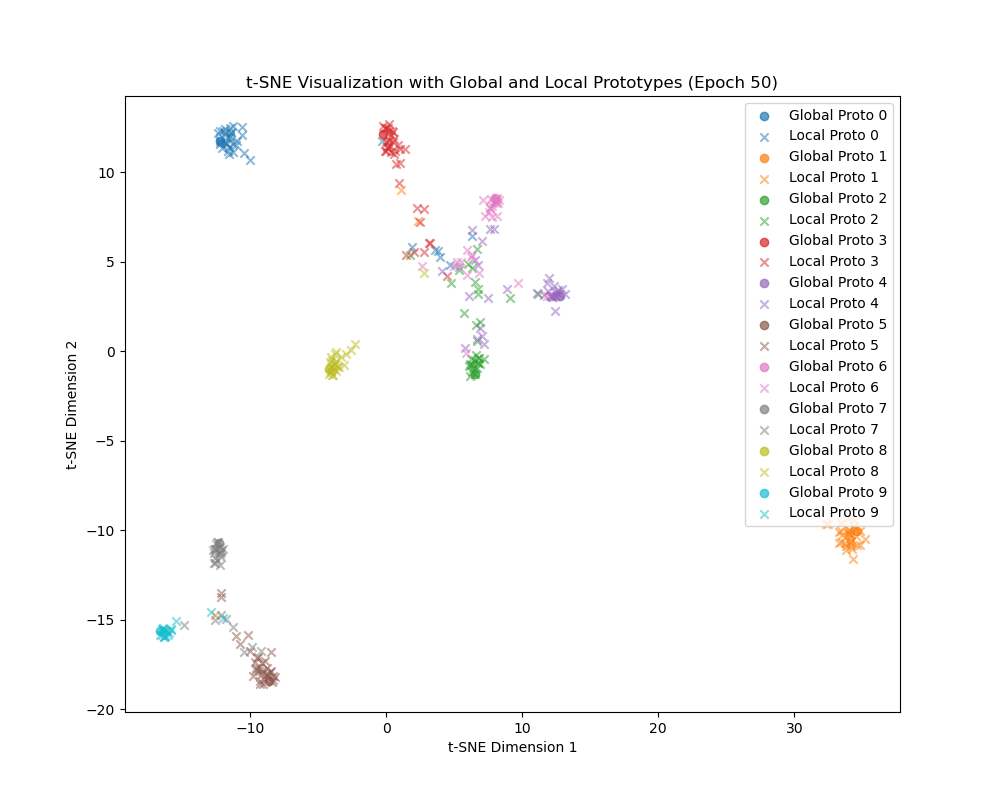 t-SNE Visualization with Global and Local Prototypes (Epoch 50)
Global Proto 0
Local Proto 0
Global Proto 1
Local Proto 1
Global Proto 2
Local Proto 2
Global Proto 3
Local Proto 3
Global Proto 4
Local Proto 4
Global Proto 5
Local Proto 5
Global Proto 6
Local Proto 6
Global Proto 7
Local Proto 7
Global Proto 8
Local Proto 8
Global Proto 9
Local Proto 9
t-SNE Dimension 2
10
5
0
−5
−10
−15
−20
−10
0
10
20
30
t-SNE Dimension 1